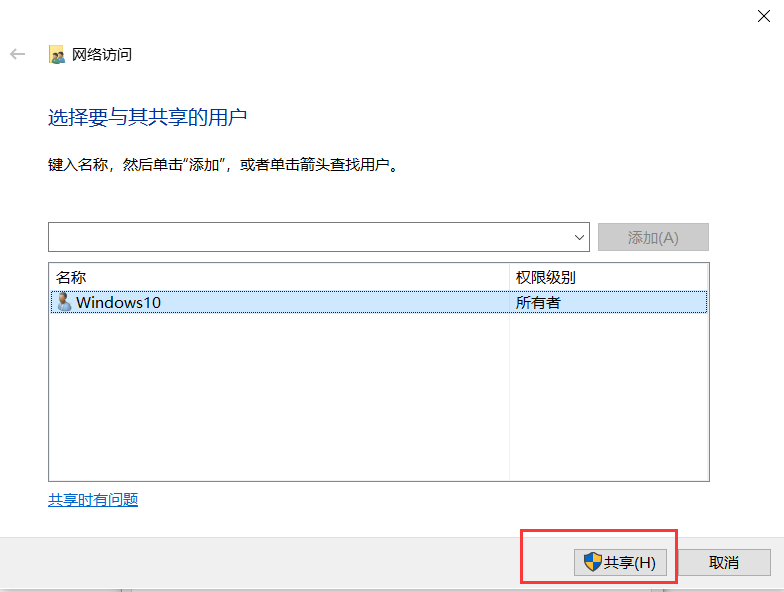 网络访问
选择要与其共享的用户
键入名称，然后单击“添加”，或者单击箭头查找用户。
添加(A)
名称 权限级别
Windows10 所有者
共享时有问题
共享(H) 取消